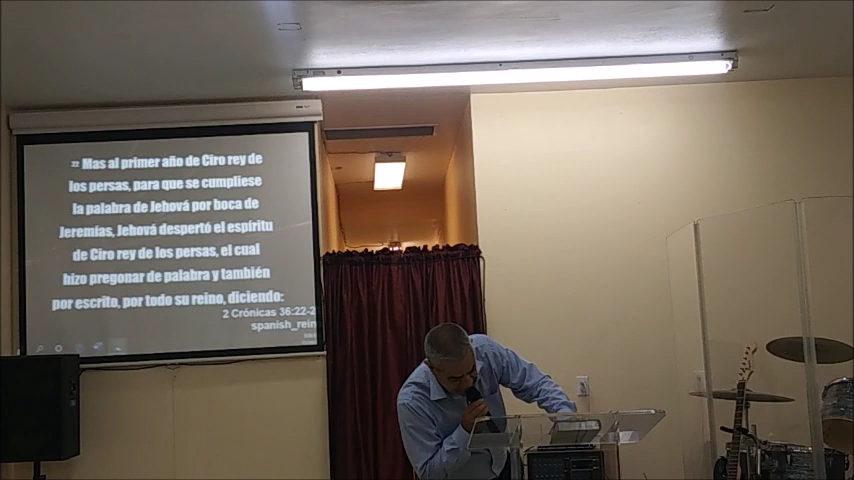 22 Mas al primer año de Ciro rey de
los persas, para que se cumpliese
la palabra de Jehová por boca de
Jeremías, Jehová despertó el espíritu
de Ciro rey de los persas, el cual
hizo pregonar de palabra y también
por escrito, por todo su reino, diciendo:
2 Crónicas 36:22-2
spanish_rein